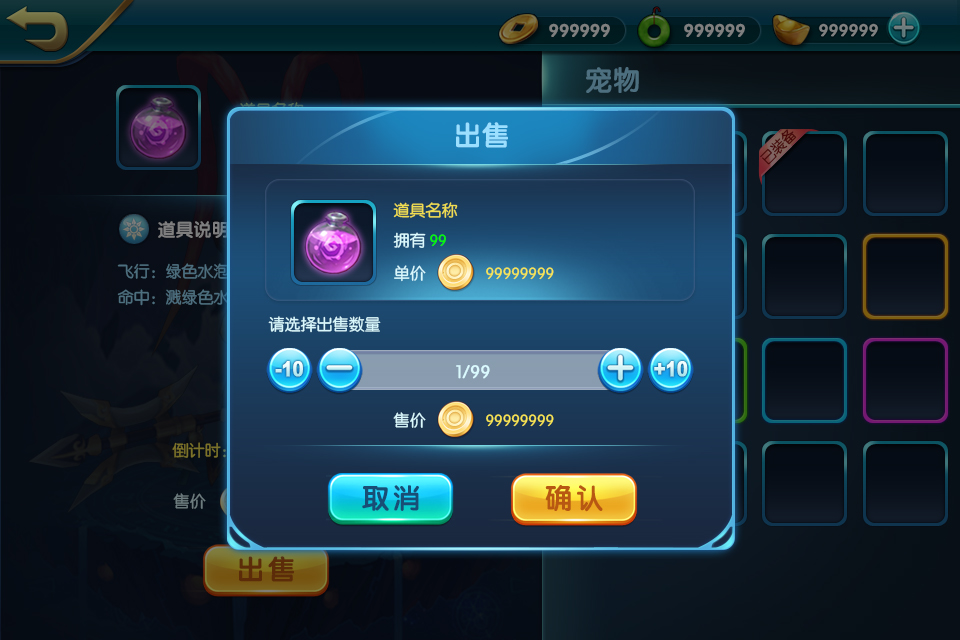 999999
999999
999999
宠物
道具名称
已装备
出售
道具名称
拥有 99
单价 99999999
道具说明
飞行：绿色水泡
命中：溅绿色水
请选择出售数量
-10
1/99
+10
售价 99999999
倒计时:
售价
取消
确认
出售